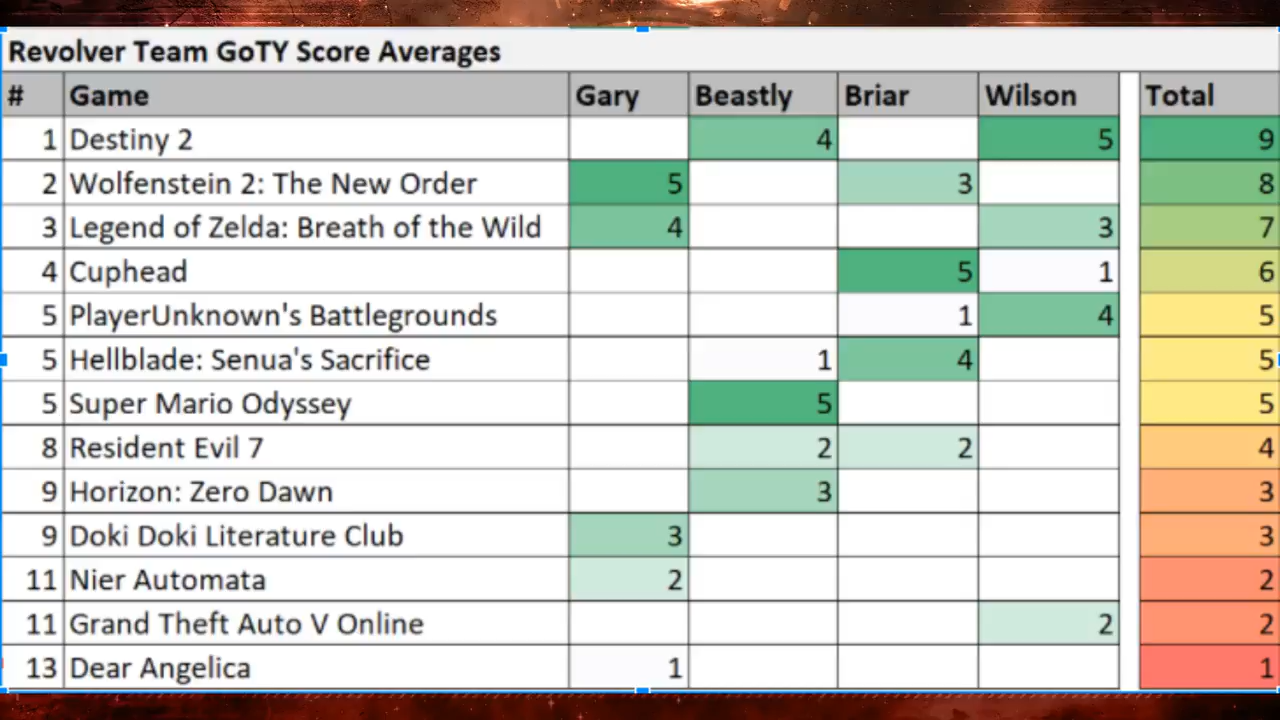 Revolver Team GoTY Score Averages
# Game Gary Beastly Briar Wilson Total
1 Destiny 2 4 5 9
2 Wolfenstein 2: The New Order 5 3 8
3 Legend of Zelda: Breath of the Wild 4 3 7
4 Cuphead 5 1 6
5 PlayerUnknown's Battlegrounds 1 4 5
5 Hellblade: Senua's Sacrifice 1 4 5
5 Super Mario Odyssey 5 5
8 Resident Evil 7 2 2 4
9 Horizon: Zero Dawn 3 3
9 Doki Doki Literature Club 3 3
11 Nier Automata 2 2
11 Grand Theft Auto V Online 2 2
13 Dear Angelica 1 1